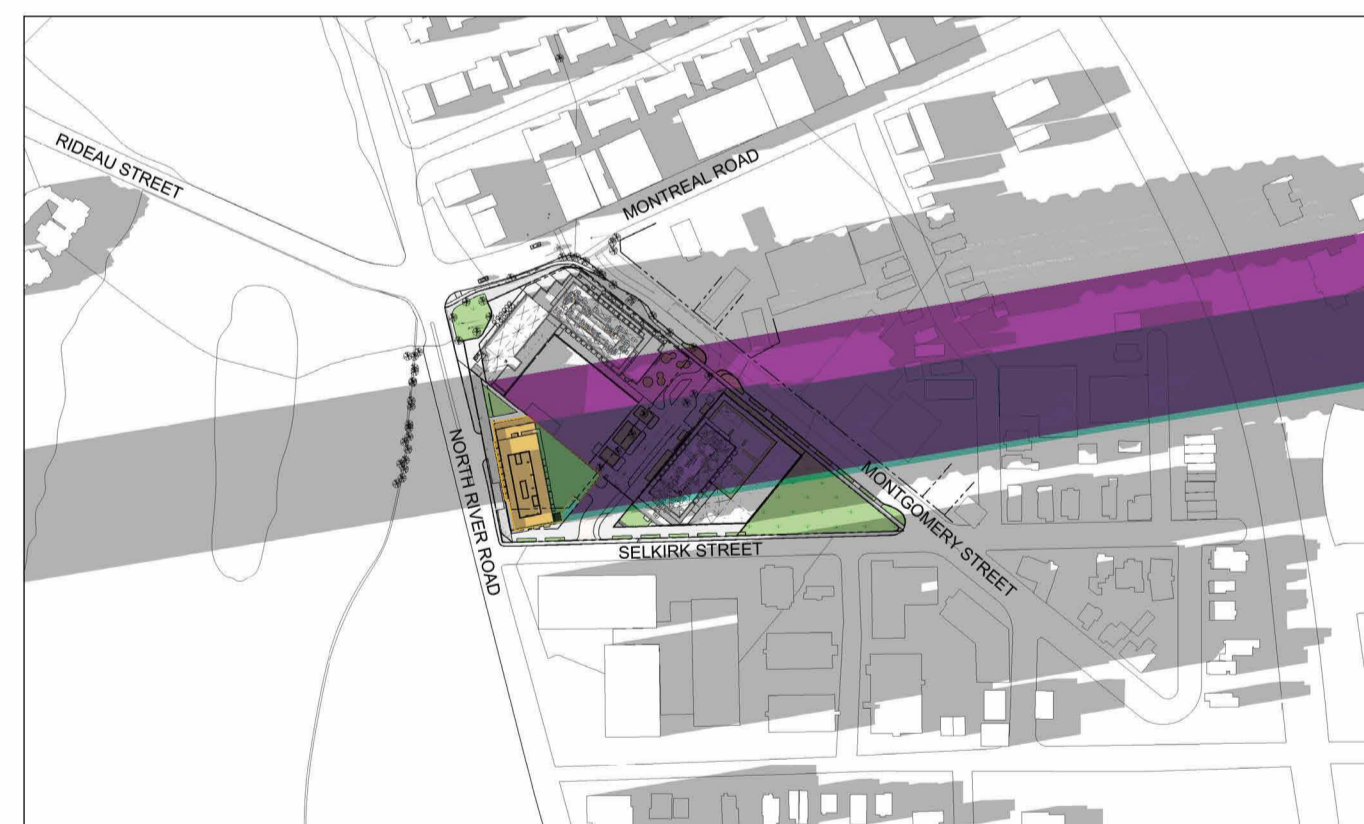 RIDEAU STREET
MONTREAL ROAD
NORTH RIVER ROAD
MONTGOMERY STREET
SELKIRK STREET